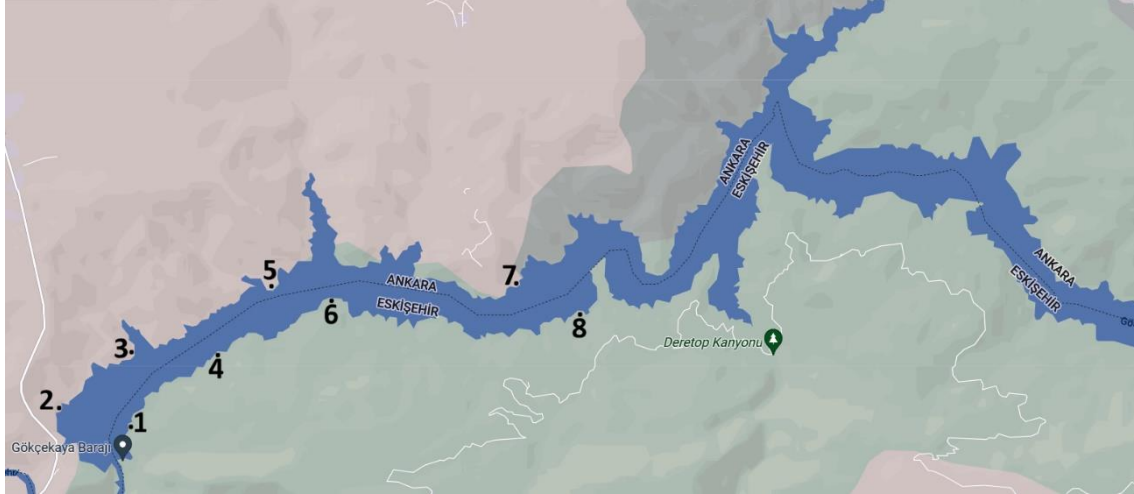 ANKARA
ESKİŞEHİR
5
ANKARA
ESKİŞEHİR
7
6
8
3
4
Deretop Kanyonu
ANKARA
ESKİŞEHİR
2
1
Gökçekaya Barajı